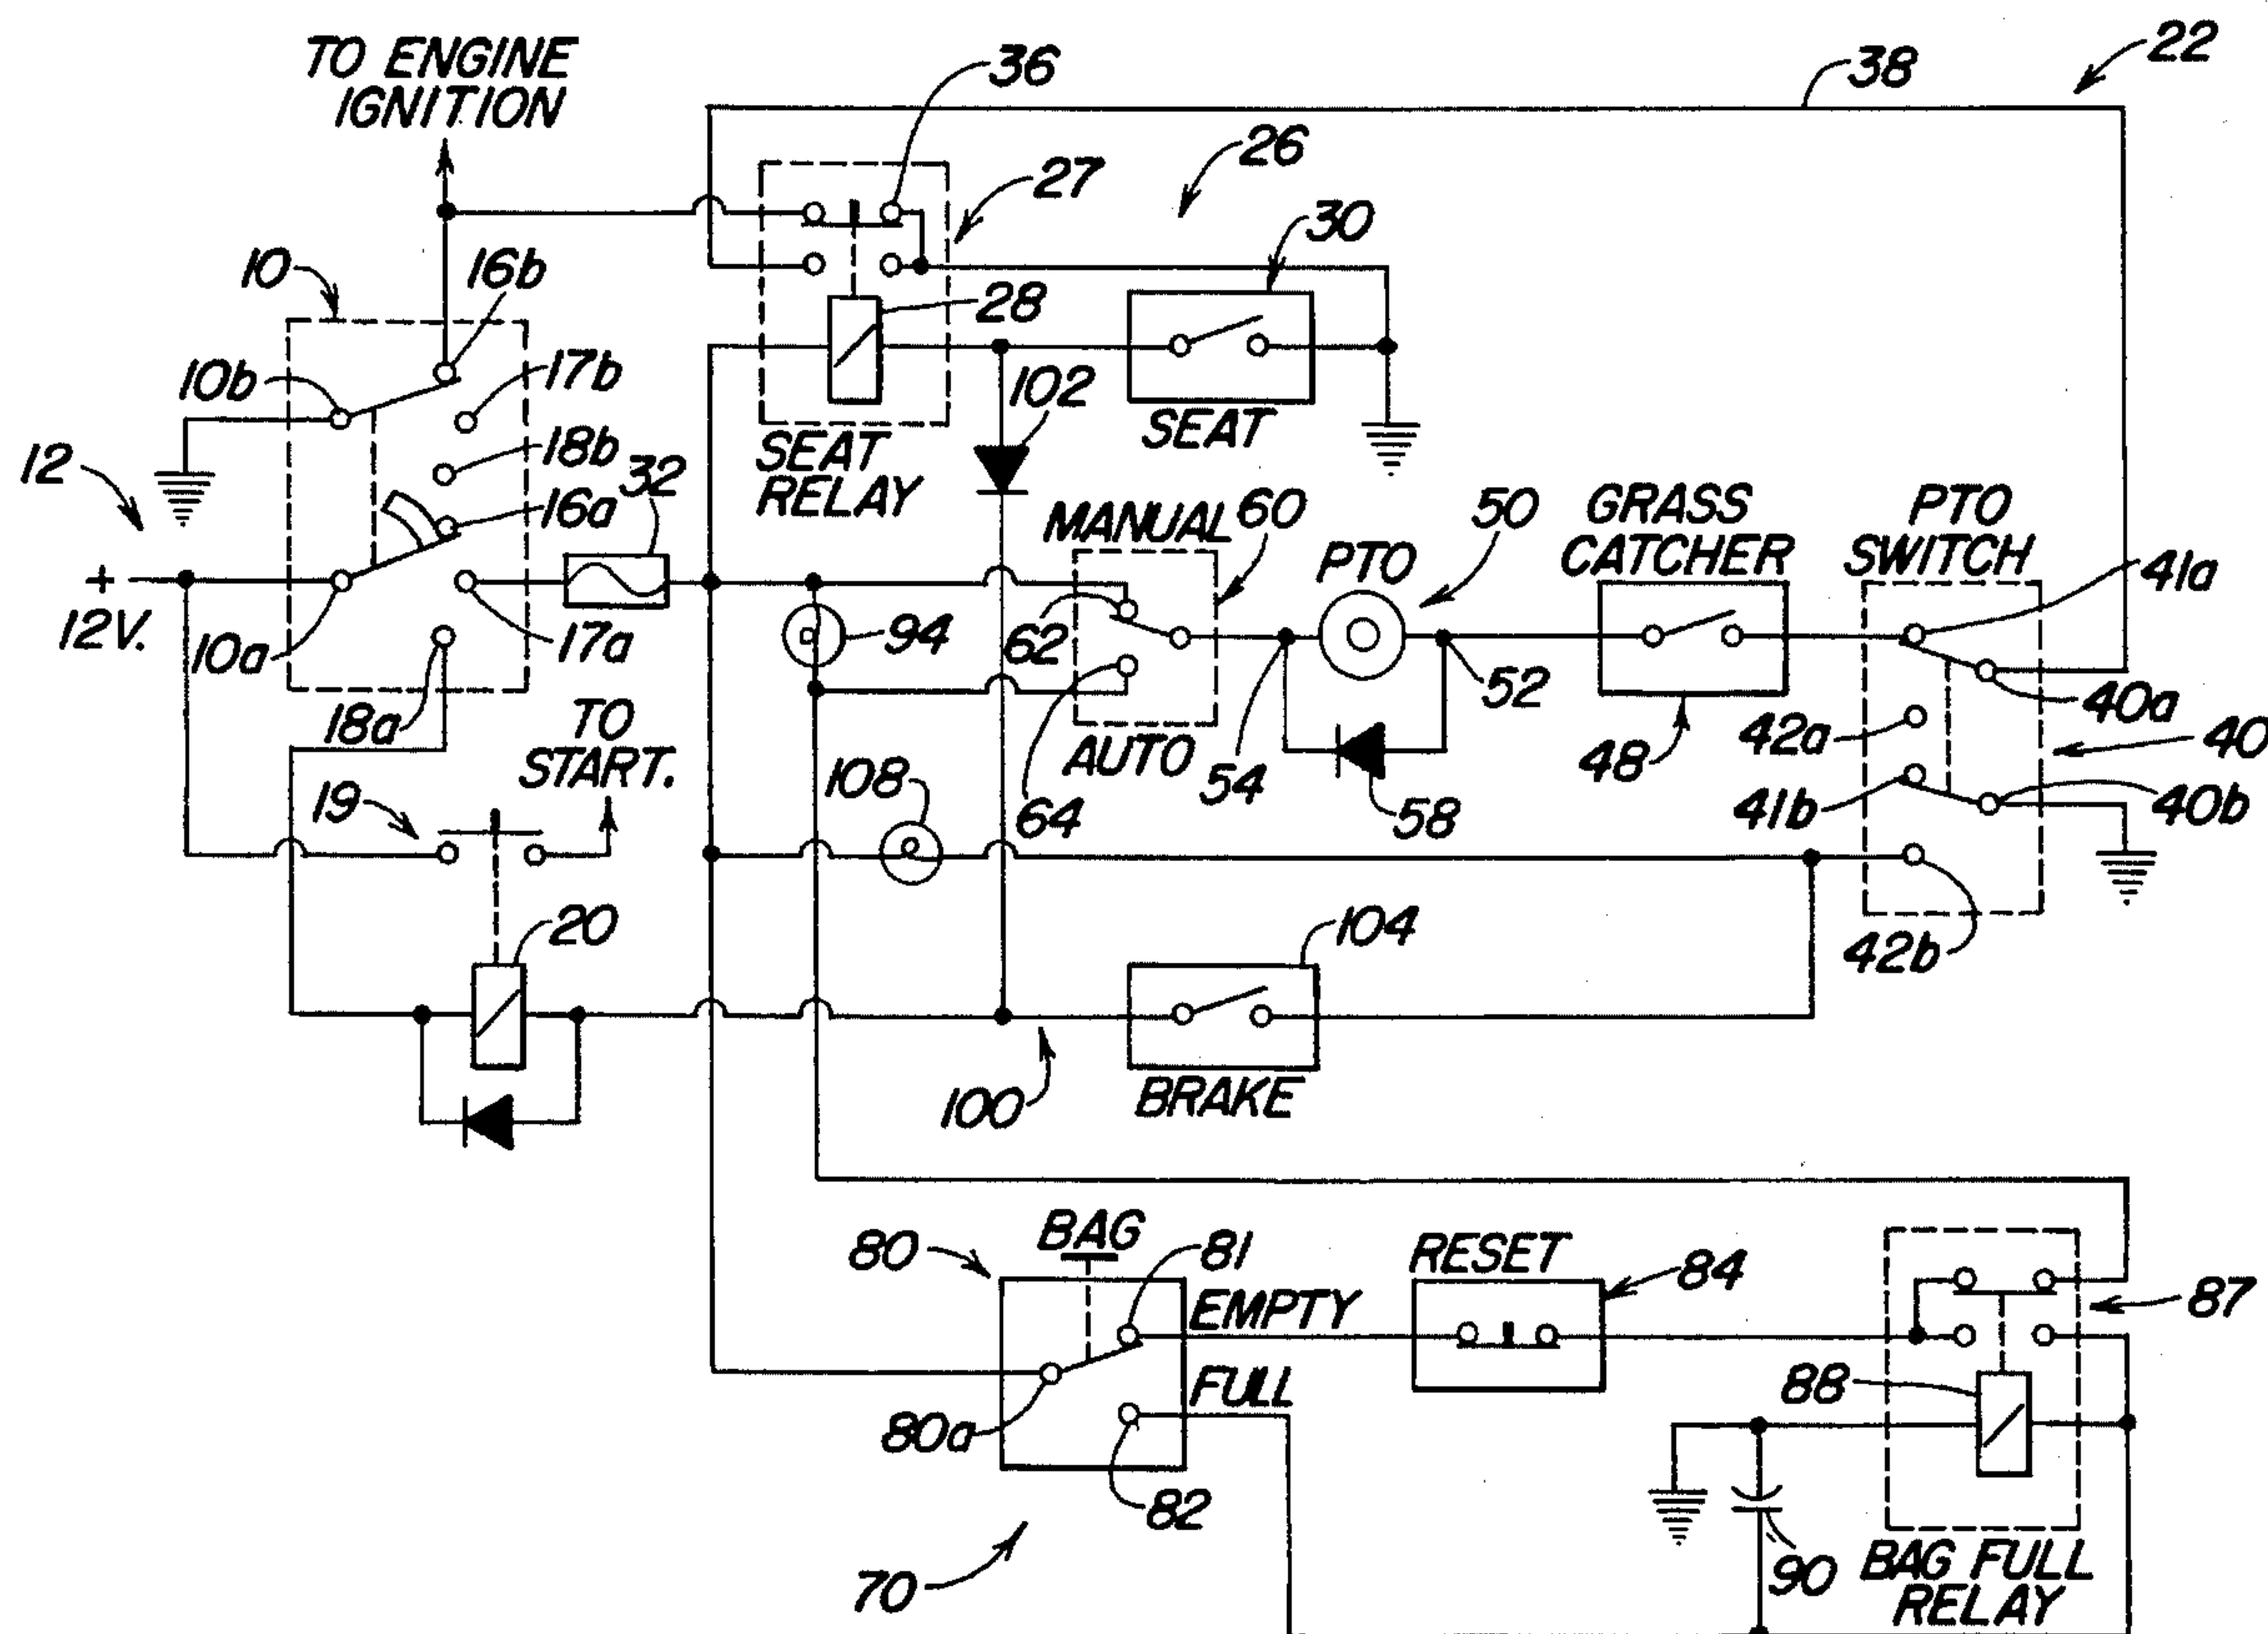 TO ENGINE
IGNITION
36
38
22
26
27
30
10
16b
28
10b
17b
102
SEAT
18b
12
32
SEAT
RELAY
16a
MANUAL
60
50
GRASS
CATCHER
PTO
SWITCH
PTO
41a
+
12V.
10a
17a
94
62
52
40a
18a
TO
START.
AUTO
54
48
42a
40
19
108
64
58
41b
40b
20
104
42b
100
BRAKE
80
BAG
81
RESET
84
EMPTY
87
FULL
88
80a
82
70
90
BAG FULL
RELAY